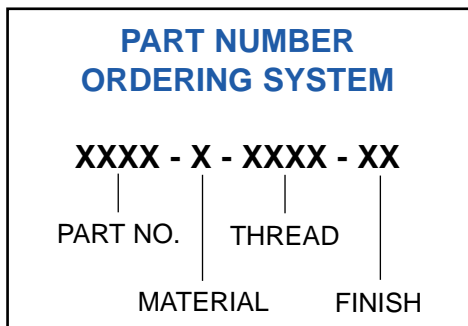 PART NUMBER
ORDERING SYSTEM
XXXX - X - XXXX - XX
PART NO. THREAD
MATERIAL FINISH